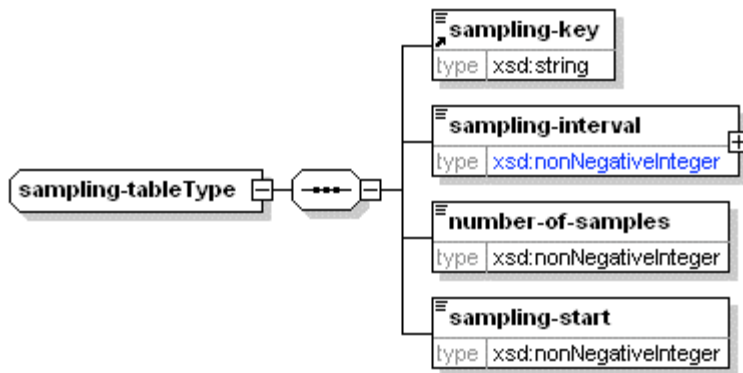 sampling-key
type xsd:string
sampling-interval
type xsd:nonNegativeInteger
sampling-tableType
number-of-samples
type xsd:nonNegativeInteger
sampling-start
type xsd:nonNegativeInteger